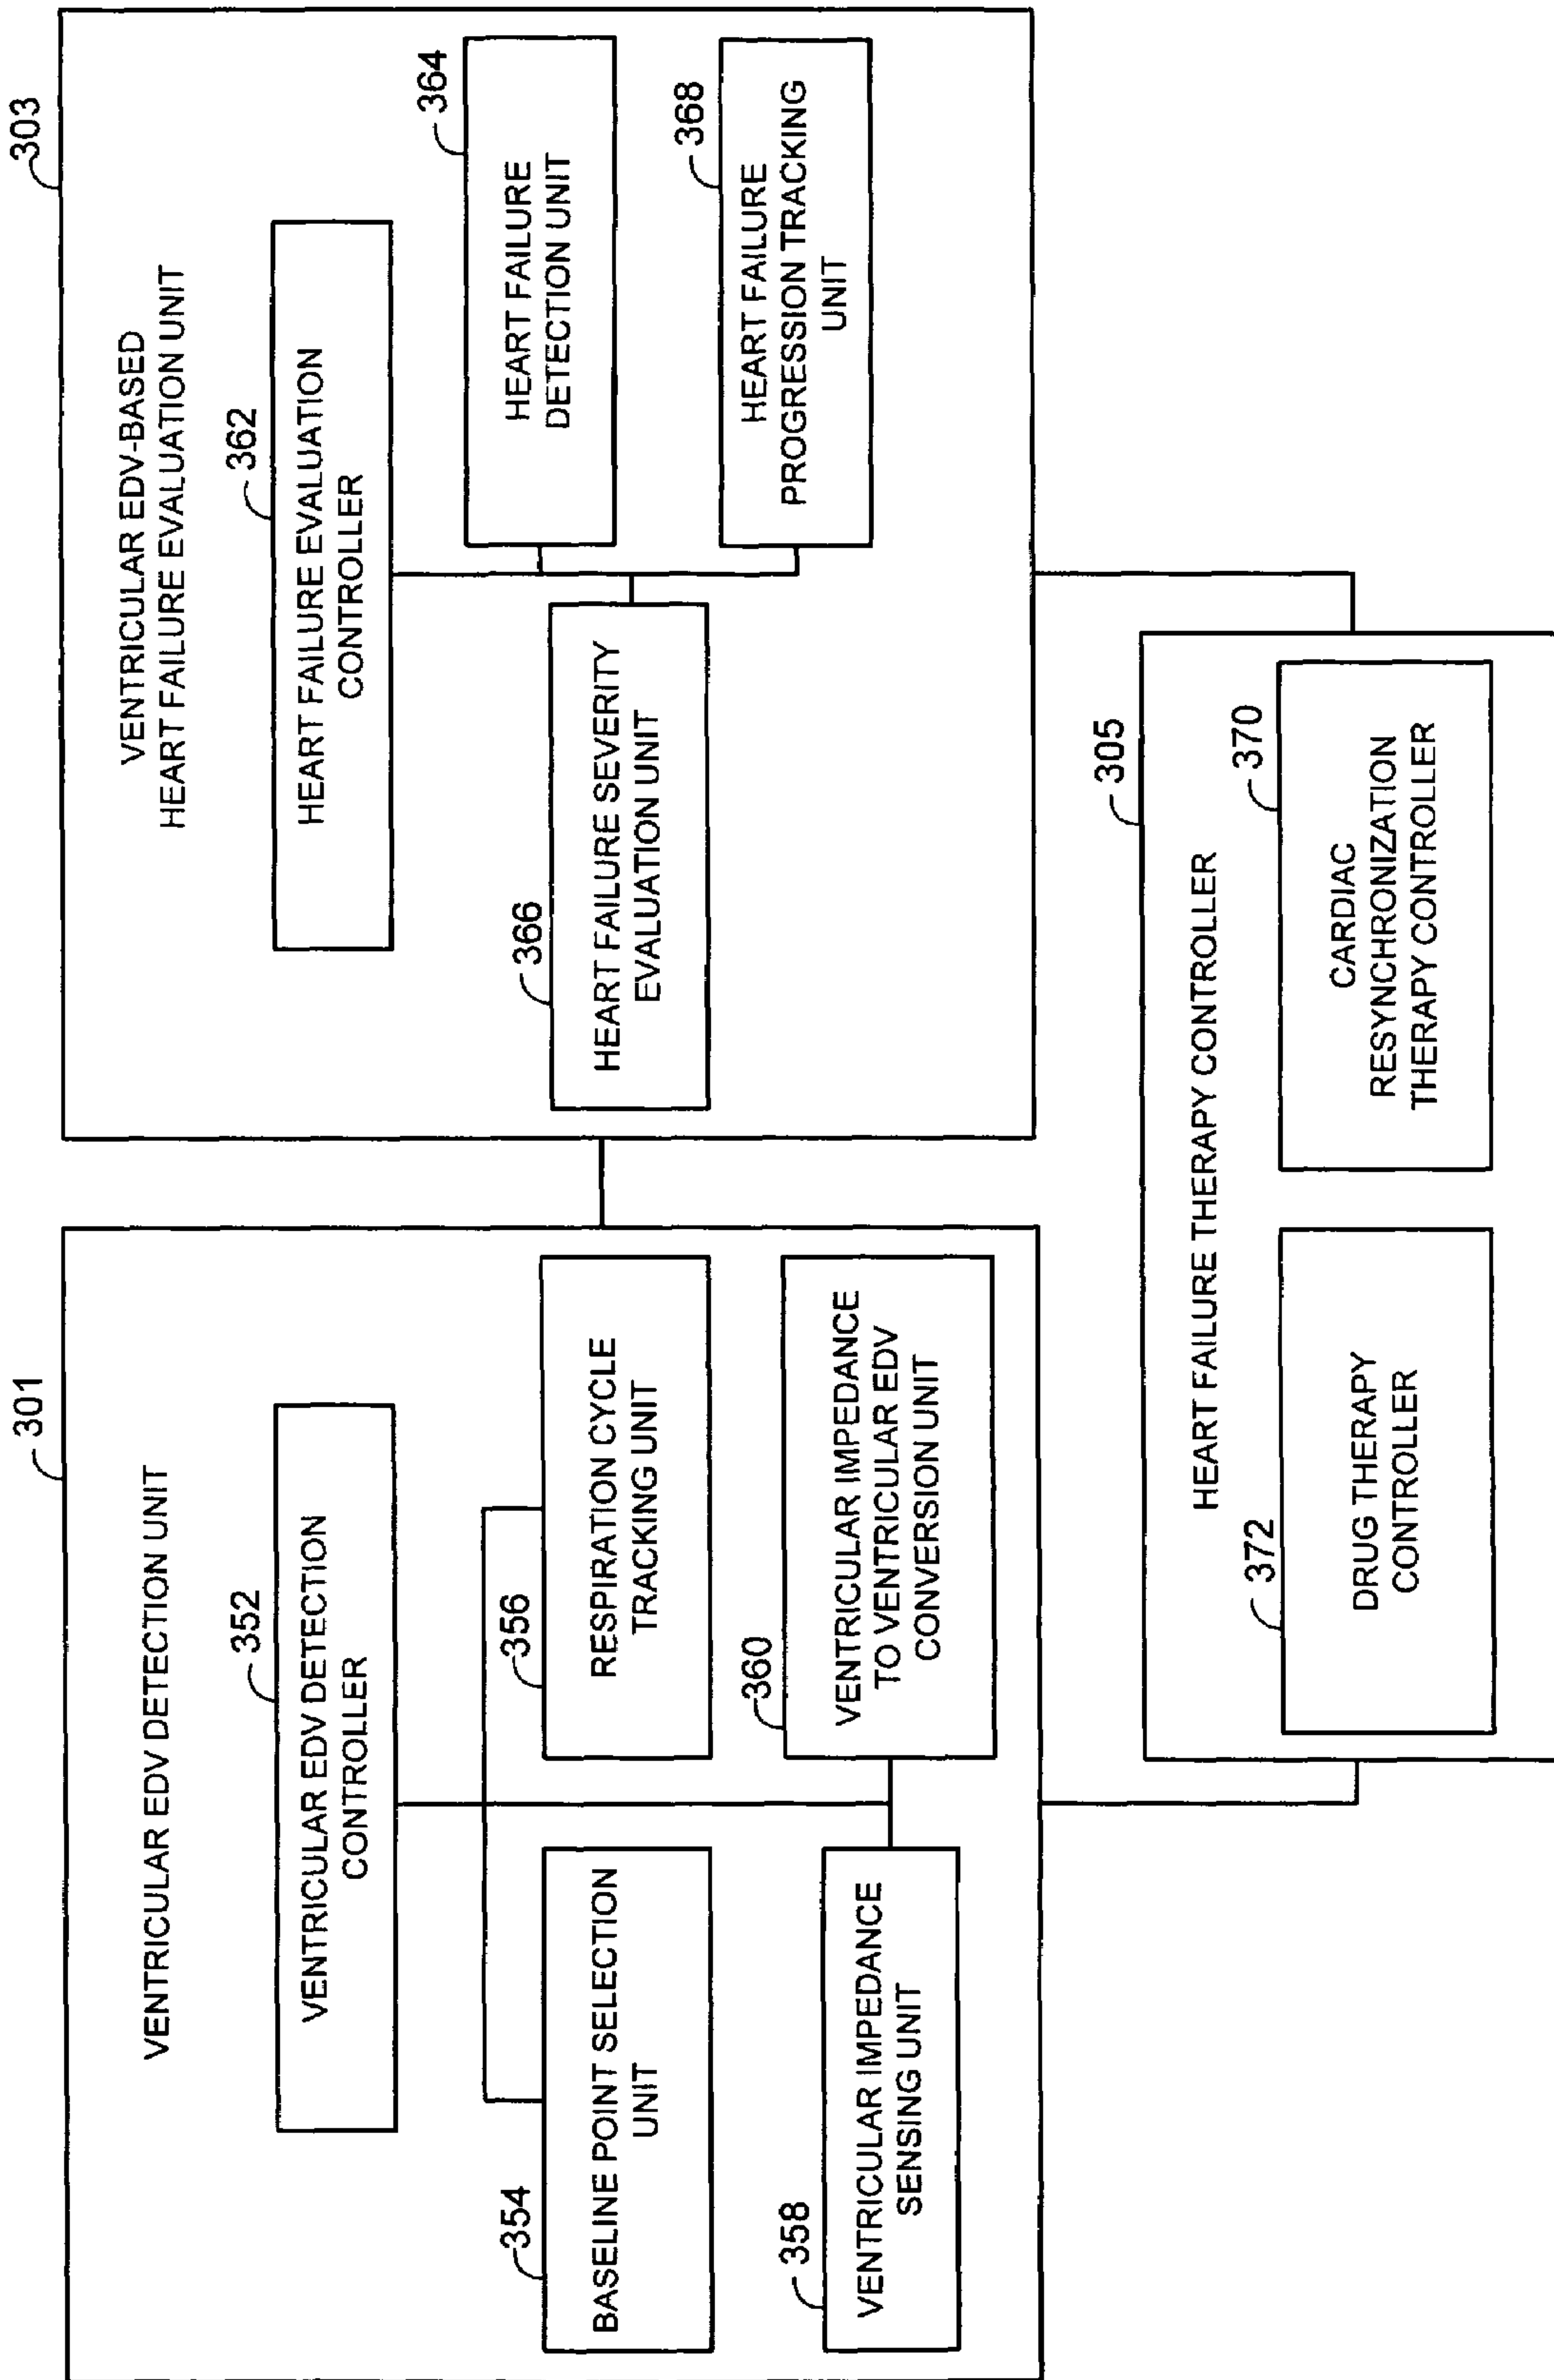 301
VENTRICULAR EDV DETECTION UNIT
352
VENTRICULAR EDV DETECTION
CONTROLLER
354
BASELINE POINT SELECTION
UNIT
356
RESPIRATION CYCLE
TRACKING UNIT
358
VENTRICULAR IMPEDANCE
SENSING UNIT
360
VENTRICULAR IMPEDANCE
TO VENTRICULAR EDV
CONVERSION UNIT
303
VENTRICULAR EDV-BASED
HEART FAILURE EVALUATION UNIT
362
HEART FAILURE EVALUATION
CONTROLLER
364
HEART FAILURE
DETECTION UNIT
366
HEART FAILURE SEVERITY
EVALUATION UNIT
368
HEART FAILURE
PROGRESSION TRACKING
UNIT
305
HEART FAILURE THERAPY CONTROLLER
372
DRUG THERAPY
CONTROLLER
370
CARDIAC
RESYNCHRONIZATION
THERAPY CONTROLLER